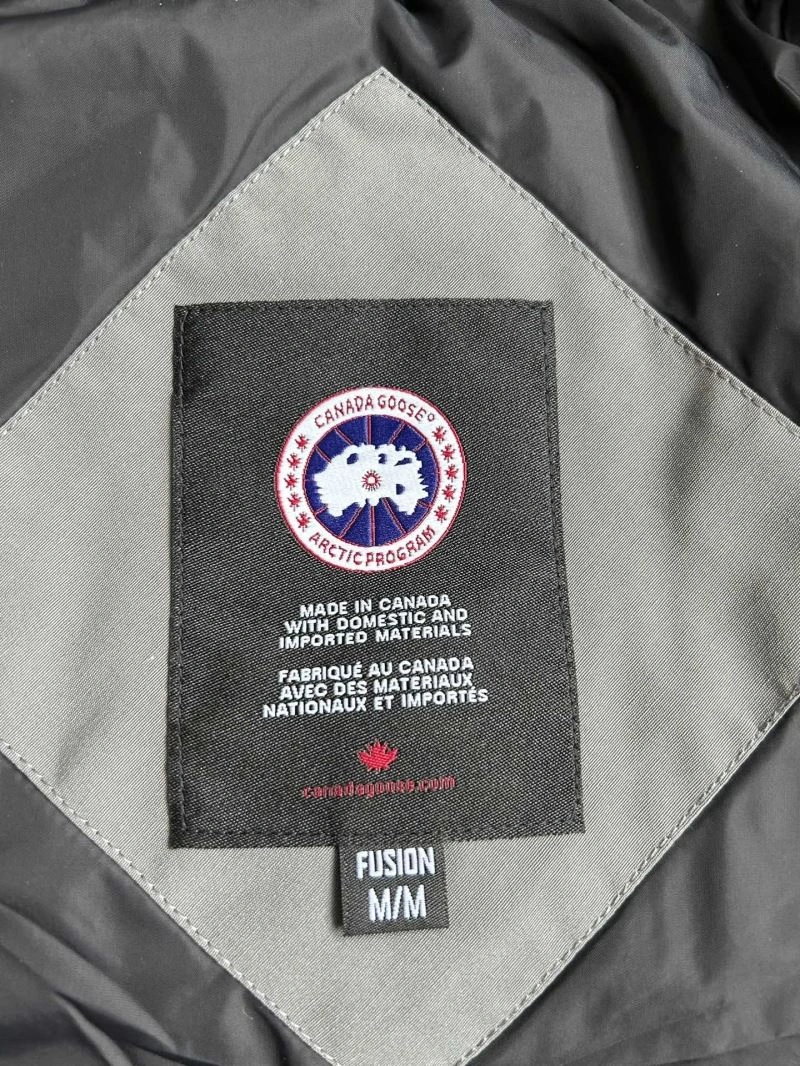 CANADA GOOSE®
ARCTIC PROGRAM
MADE IN CANADA
WITH DOMESTIC AND
IMPORTED MATERIALS
FABRIQUÉ AU CANADA
AVEC DES MATERIAUX
NATIONAUX ET IMPORTÉS
canadagoose.com
FUSION
M/M